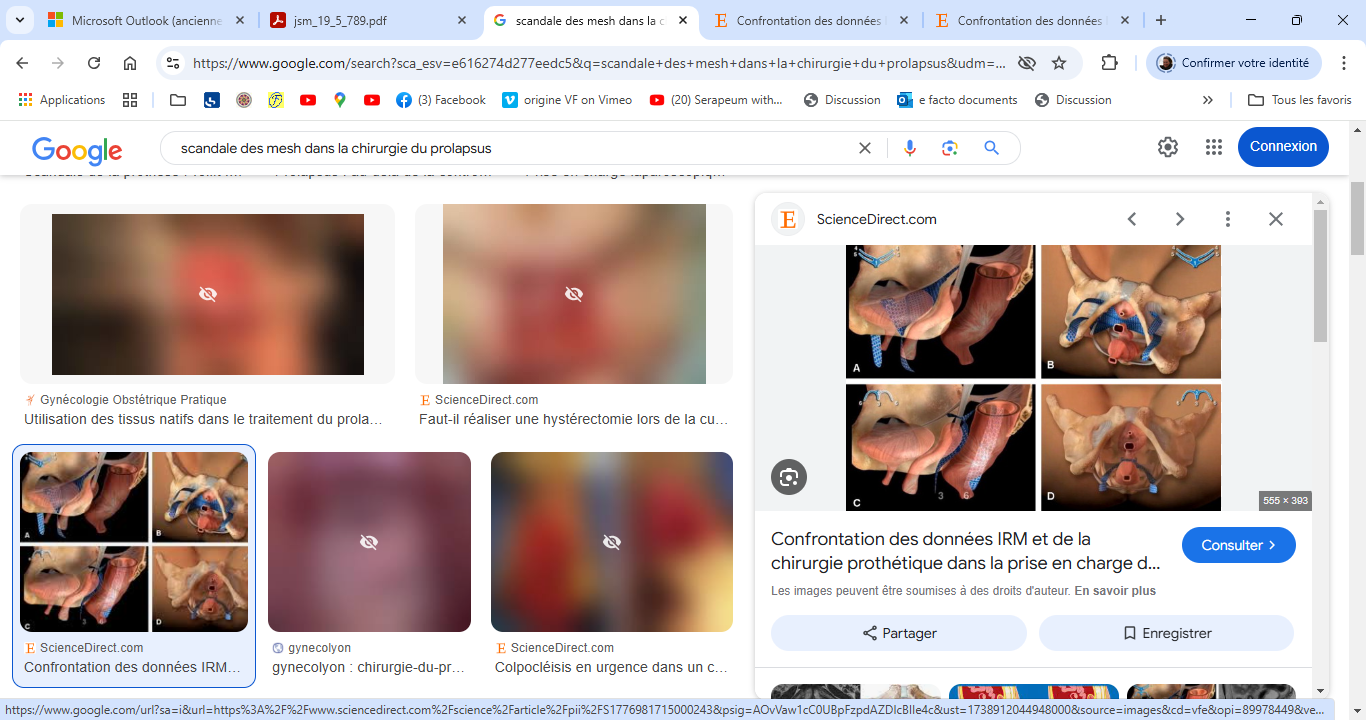 Microsoft Outlook (ancienne
jsm_19_5_789.pdf
scandale des mesh dans la c
Confrontation des données
Confrontation des données
https://www.google.com/search?sca_esv=e616274d277eedc5&q=scandale+des+mesh+dans+la+chirurgie+du+prolapsus&udm=...
Confirmer votre identité
Applications
(3) Facebook
origine VF on Vimeo
(20) Serapeum with...
Discussion
e facto documents
Discussion
Tous les favoris
Google
scandale des mesh dans la chirurgie du prolapsus
Connexion
ScienceDirect.com
A
B
C
3
6
D
555 × 393
Gynécologie Obstétrique Pratique
Utilisation des tissus natifs dans le traitement du prola...
ScienceDirect.com
Faut-il réaliser une hystérectomie lors de la cu...
A
B
C
D
ScienceDirect.com
Confrontation des données IRM...
gynecolyon
gynecolyon : chirurgie-du-pr...
ScienceDirect.com
Colpocléisis en urgence dans un c...
Confrontation des données IRM et de la
chirurgie prothétique dans la prise en charge d...
Consulter
Les images peuvent être soumises à des droits d'auteur. En savoir plus
Partager
Enregistrer
https://www.google.com/url?sa=i&url=https%3A%2F%2Fwww.sciencedirect.com%2Fscience%2Farticle%2Fpii%2FS1776981715000243&psig=AOvVaw1cC0UBpFzpdAZDIcBIIe4c&ust=1738912044948000&source=images&cd=vfe&opi=89978449&ve...